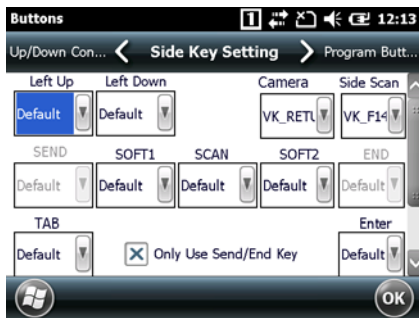 Buttons 1 12:13
Up/Down Con... Side Key Setting Program Butt...
Left Up Left Down Camera Side Scan
Default Default VK_RETU VK_F14
SEND SOFT1 SCAN SOFT2 END
Default Default Default Default Default
TAB Enter
Default Only Use Send/End Key Default
OK